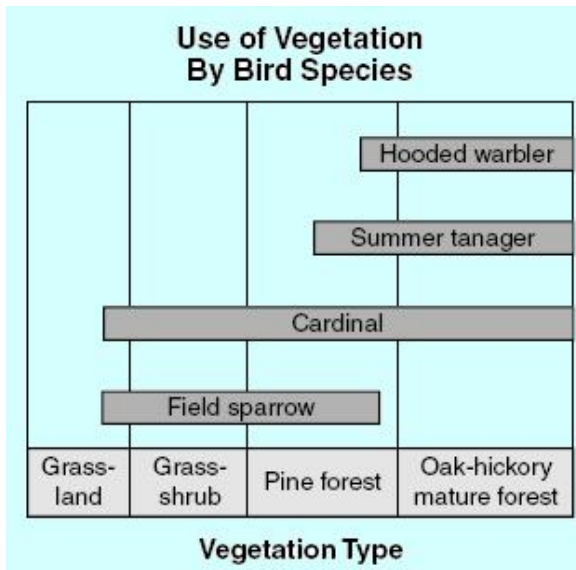 Use of Vegetation
By Bird Species
Hooded warbler
Summer tanager
Cardinal
Field sparrow
Grass-
land
Grass-
shrub
Pine forest
Oak-hickory
mature forest
Vegetation Type